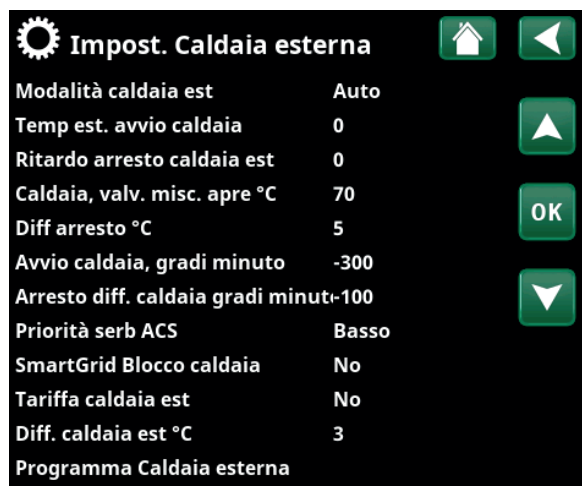 Impost. Caldaia esterna
Modalità caldaia est Auto
Temp est. avvio caldaia 0
Ritardo arresto caldaia est 0
Caldaia, valv. misc. apre °C 70
Diff arresto °C 5
OK
Avvio caldaia, gradi minuto -300
Arresto diff. caldaia gradi minut -100
Priorità serb ACS Basso
SmartGrid Blocco caldaia No
Tariffa caldaia est No
Diff. caldaia est °C 3
Programma Caldaia esterna